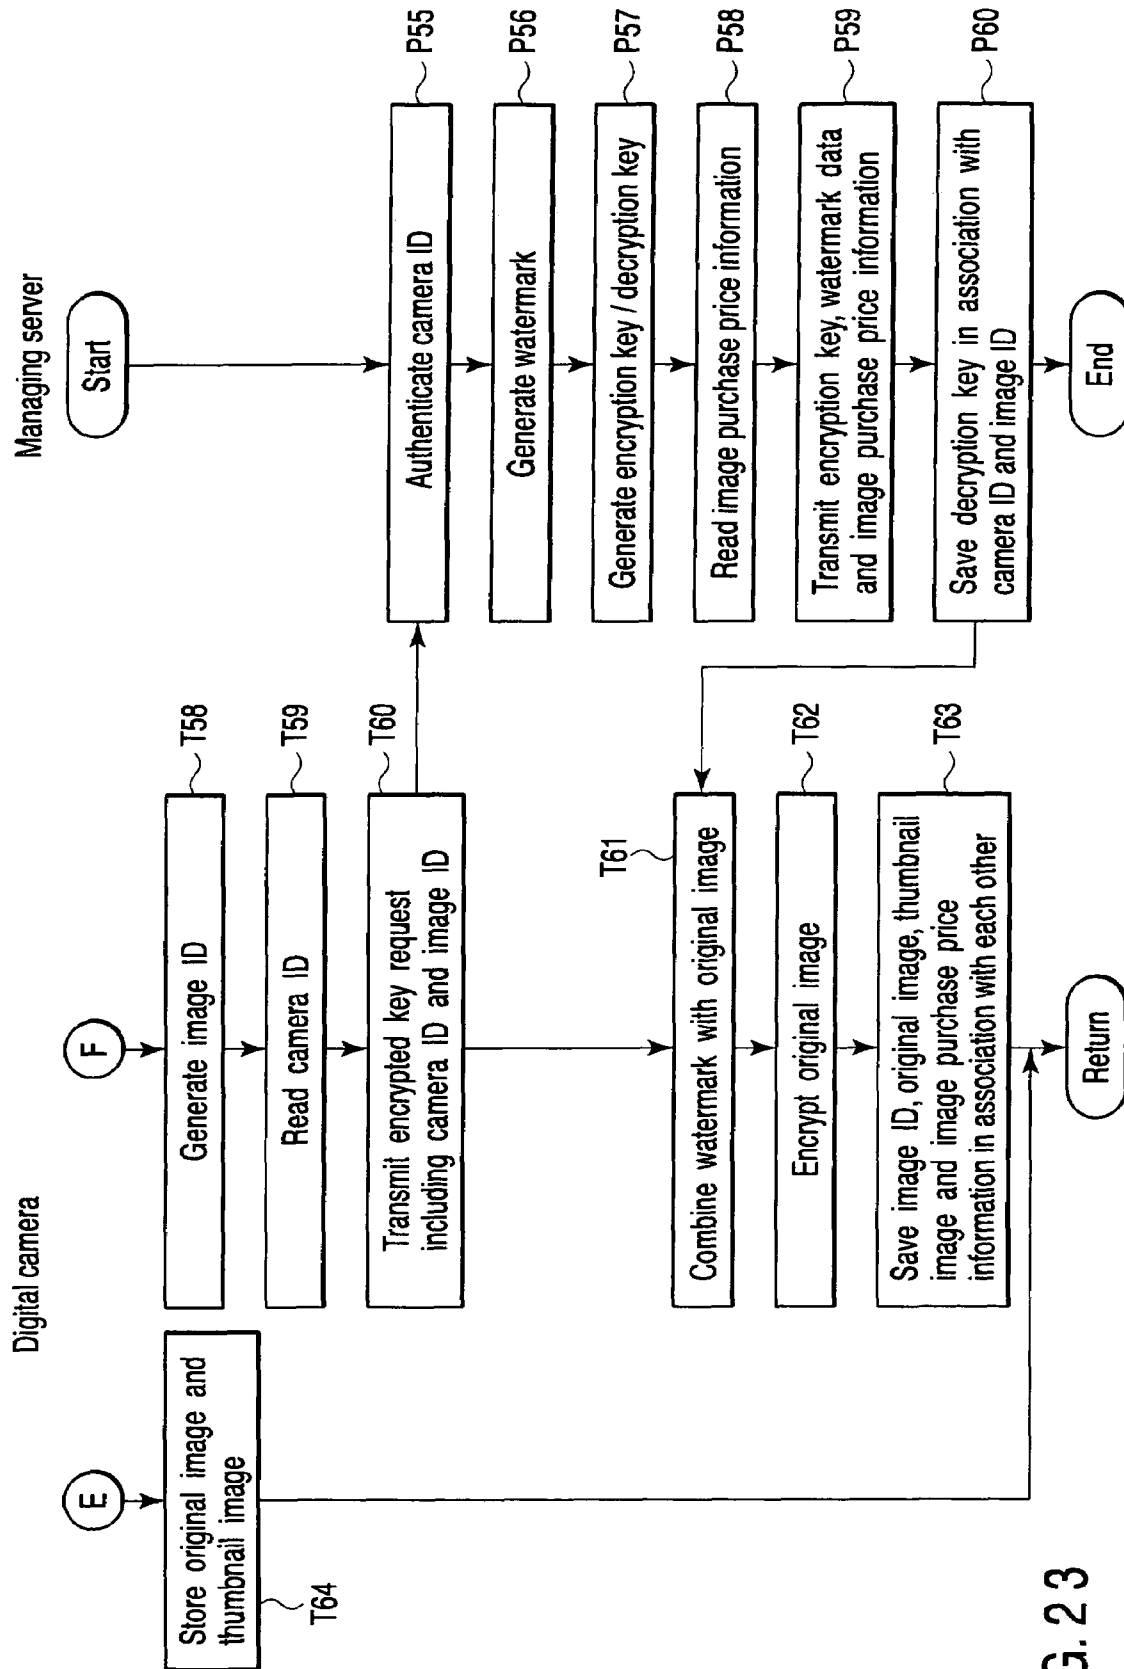 Digital camera
Managing server
E
Store original image and
thumbnail image
T64
F
Generate image ID
T58
Read camera ID
T59
Transmit encrypted key request
including camera ID and image ID
T60
Combine watermark with original image
T61
Encrypt original image
T62
Save image ID, original image, thumbnail
image and image purchase price
information in association with each other
T63
Return
Start
Authenticate camera ID
P55
Generate watermark
P56
Generate encryption key / decryption key
P57
Read image purchase price information
P58
Transmit encryption key, watermark data
and image purchase price information
P59
Save decryption key in association with
camera ID and image ID
P60
End
G. 23